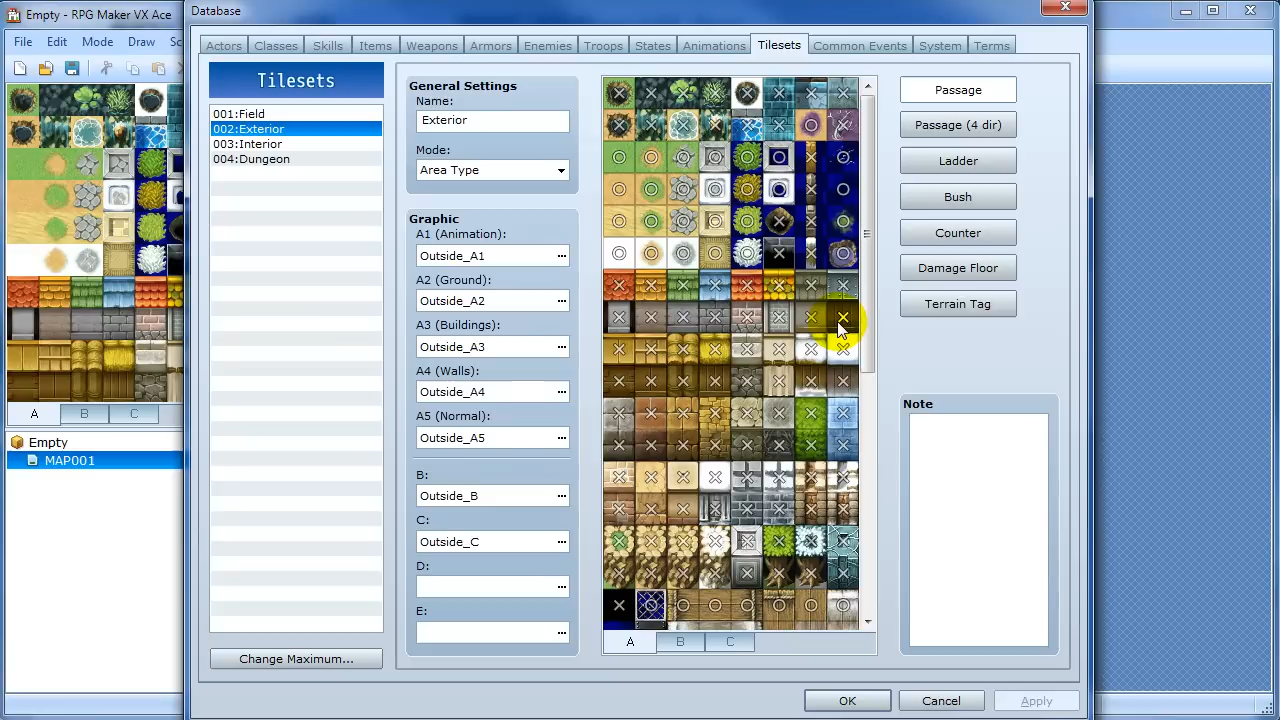 Empty - RPG Maker VX Ace
File Edit Mode Draw Sc
A B C
Empty
MAP001
Database
Actors Classes Skills Items Weapons Armors Enemies Troops States Animations Tilesets Common Events System Terms
Tilesets
001:Field
002:Exterior
003:Interior
004:Dungeon
Change Maximum...
General Settings
Name:
Exterior
Mode:
Area Type
Graphic
A1 (Animation):
Outside_A1
A2 (Ground):
Outside_A2
A3 (Buildings):
Outside_A3
A4 (Walls):
Outside_A4
A5 (Normal):
Outside_A5
B:
Outside_B
C:
Outside_C
D:
E:
A B C
Passage
Passage (4 dir)
Ladder
Bush
Counter
Damage Floor
Terrain Tag
Note
OK Cancel Apply